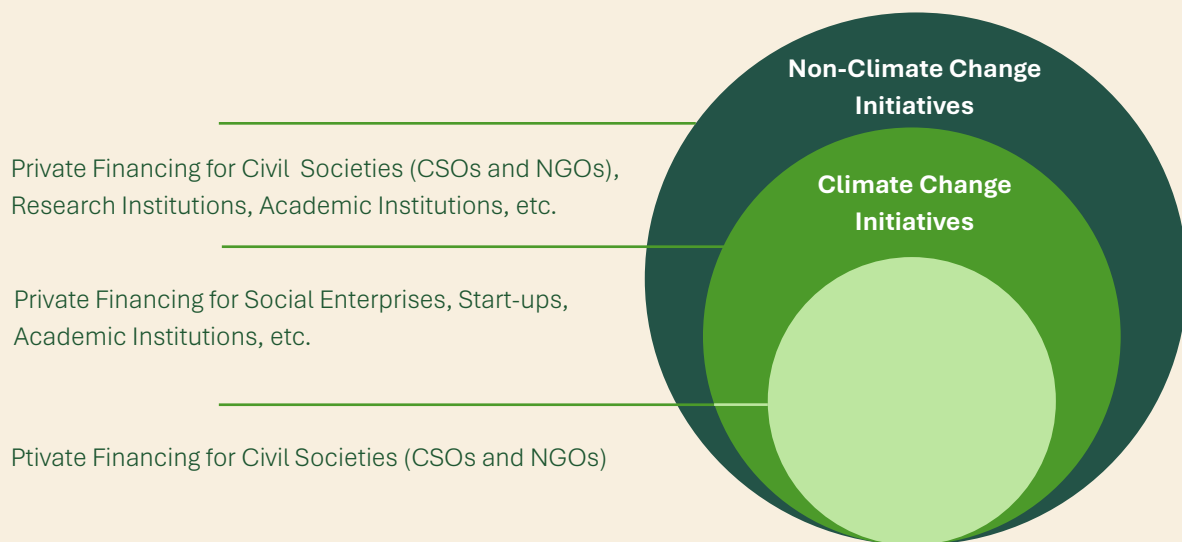 Non-Climate Change
Initiatives
Private Financing for Civil Societies (CSOs and NGOs),
Research Institutions, Academic Institutions, etc.
Climate Change
Initiatives
Private Financing for Social Enterprises, Start-ups,
Academic Institutions, etc.
Ptivate Financing for Civil Societies (CSOs and NGOs)